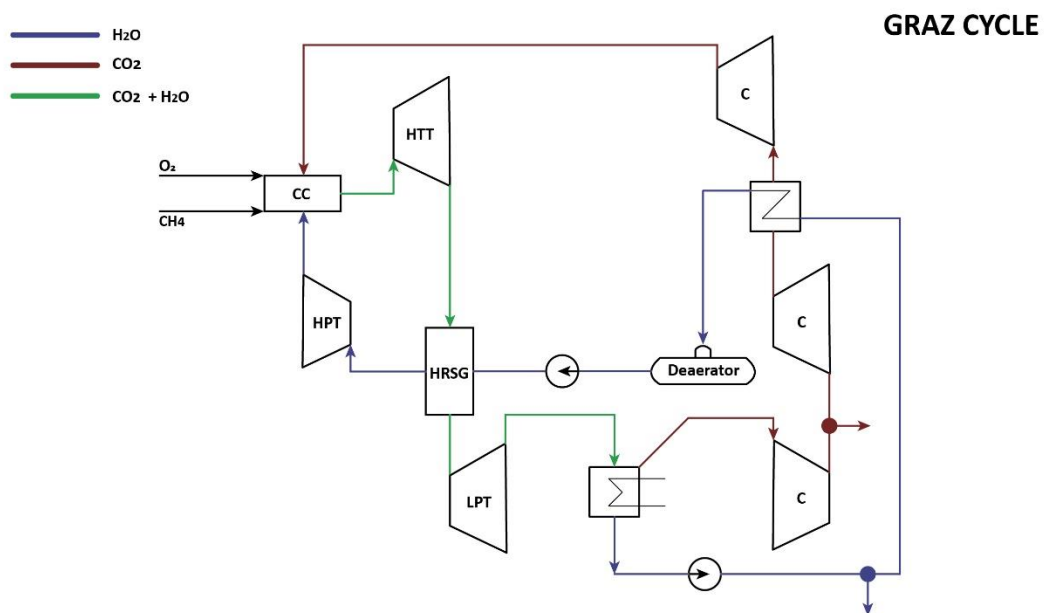 GRAZ CYCLE
H₂O
CO₂
CO₂ + H₂O
C
HTT
O₂
CC
CH4
HPT
C
HRSG
Deaerator
LPT
C